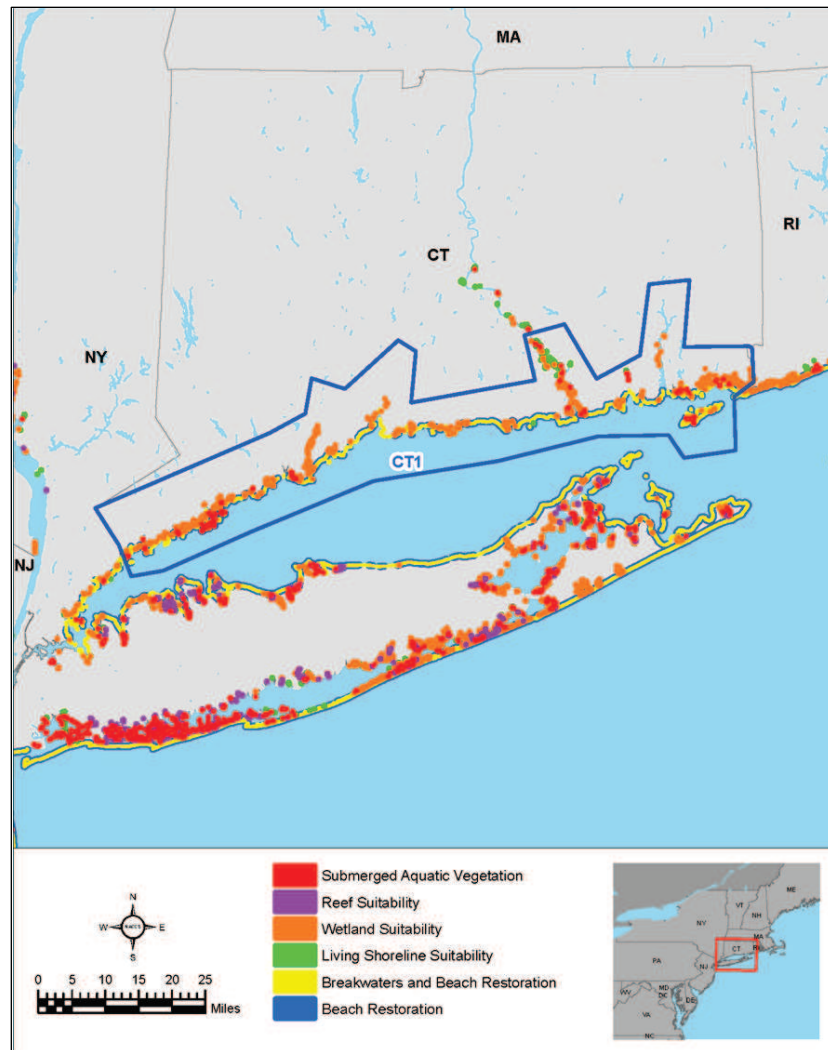 MA
RI
CT
NY
CT1
NJ
N
W E
S
0 5 10 15 20 25
Miles
Submerged Aquatic Vegetation
Reef Suitability
Wetland Suitability
Living Shoreline Suitability
Breakwaters and Beach Restoration
Beach Restoration
ME
VT
NH
NY
MA
CT
RI
PA
NJ
MD
DE
DC
WV
VA
NC